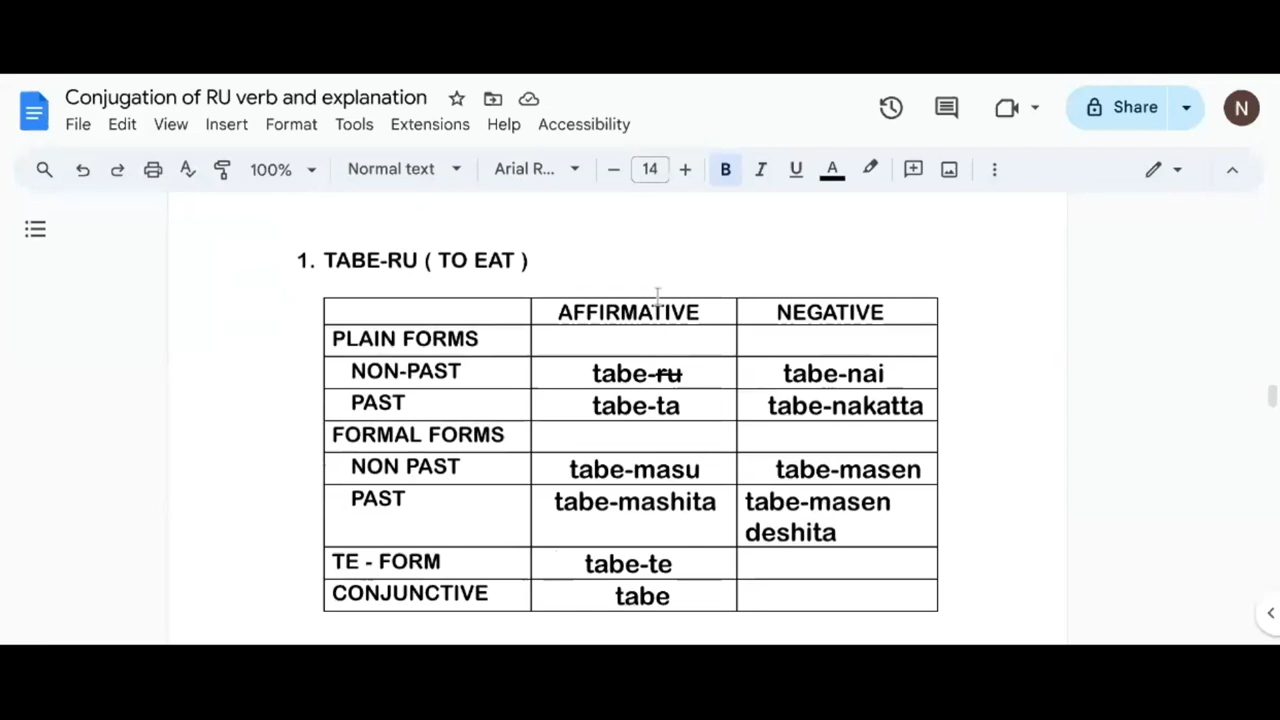 Conjugation of RU verb and explanation
File Edit View Insert Format Tools Extensions Help Accessibility
Share
N
100% Normal text Arial R... 14 B I U A
1. TABE-RU ( TO EAT )
AFFIRMATIVE NEGATIVE
PLAIN FORMS
NON-PAST tabe-ru tabe-nai
PAST tabe-ta tabe-nakatta
FORMAL FORMS
NON PAST tabe-masu tabe-masen
PAST tabe-mashita tabe-masen
deshita
TE - FORM tabe-te
CONJUNCTIVE tabe